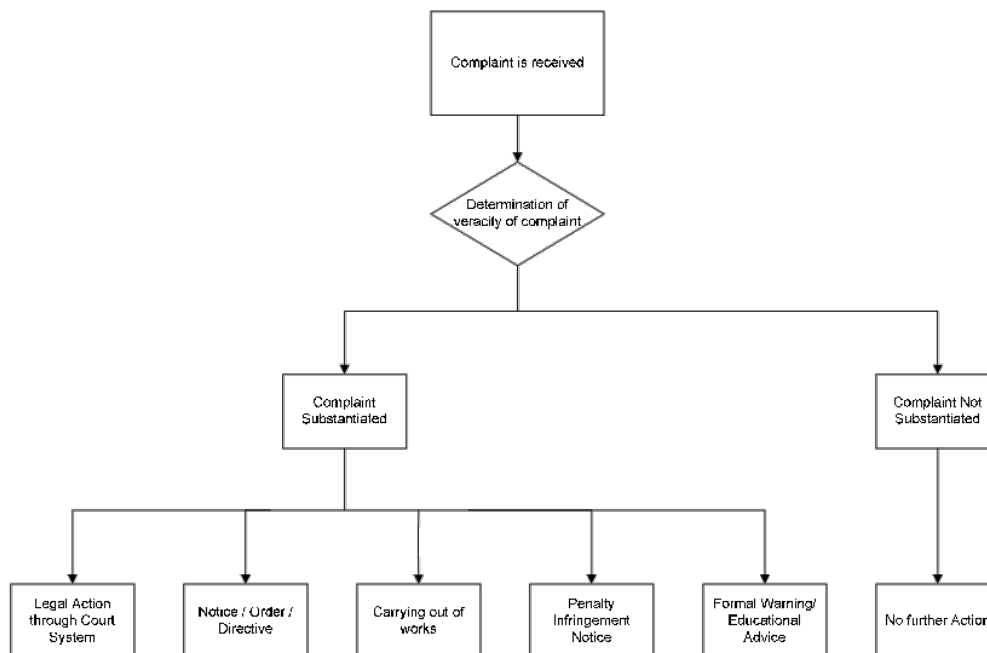 Complaint is received
Determination of
veracity of complaint
Complaint
Substantiated
Complaint Not
Substantiated
Legal Action
through Court
System
Notice / Order /
Directive
Carrying out of
works
Penalty
Infringement
Notice
Formal Warning/
Educational
Advice
No further Action